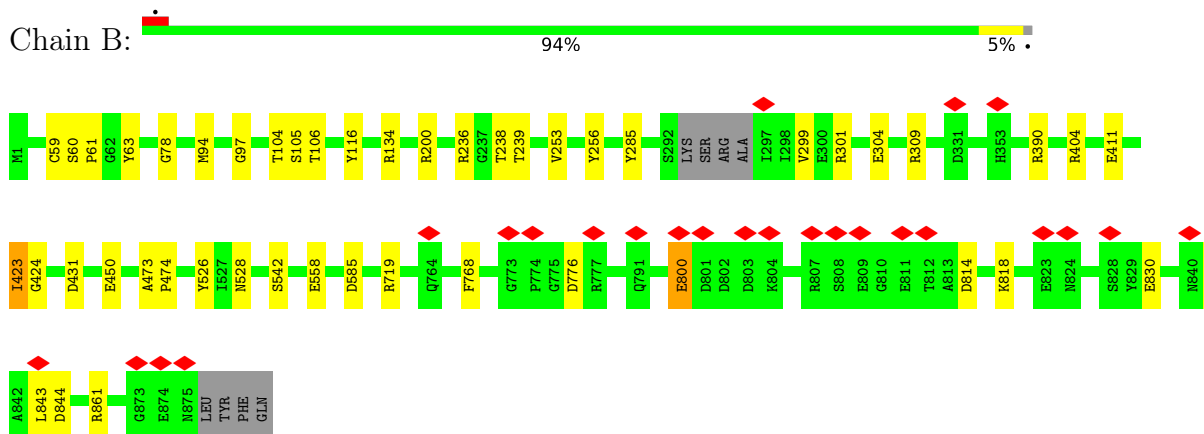 Chain B:
94% 5% •
M1 C59 S60 P61 G62 Y63 G78 M94 G97 T104 S105 T106 Y116 R134 R200 R236 G237 T238 T239 V253 Y256 Y285 S292 LYS SER ARG ALA I297 I298 V299 E300 R301 E304 R309 D331 H353 R390 R404 E411
I423 G424 D431 E450 A473 P474 Y526 I527 N528 S542 E558 D585 R719 Q764 F768 G773 P774 G775 D776 R777 Q791 E800 D801 D802 D803 K804 R807 S808 E809 G810 E811 T812 A813 D814 K818 E823 N824 S828 Y829 E830 N840
A842 L843 D844 R861 G873 E874 N875 LEU TYR PHE GLN